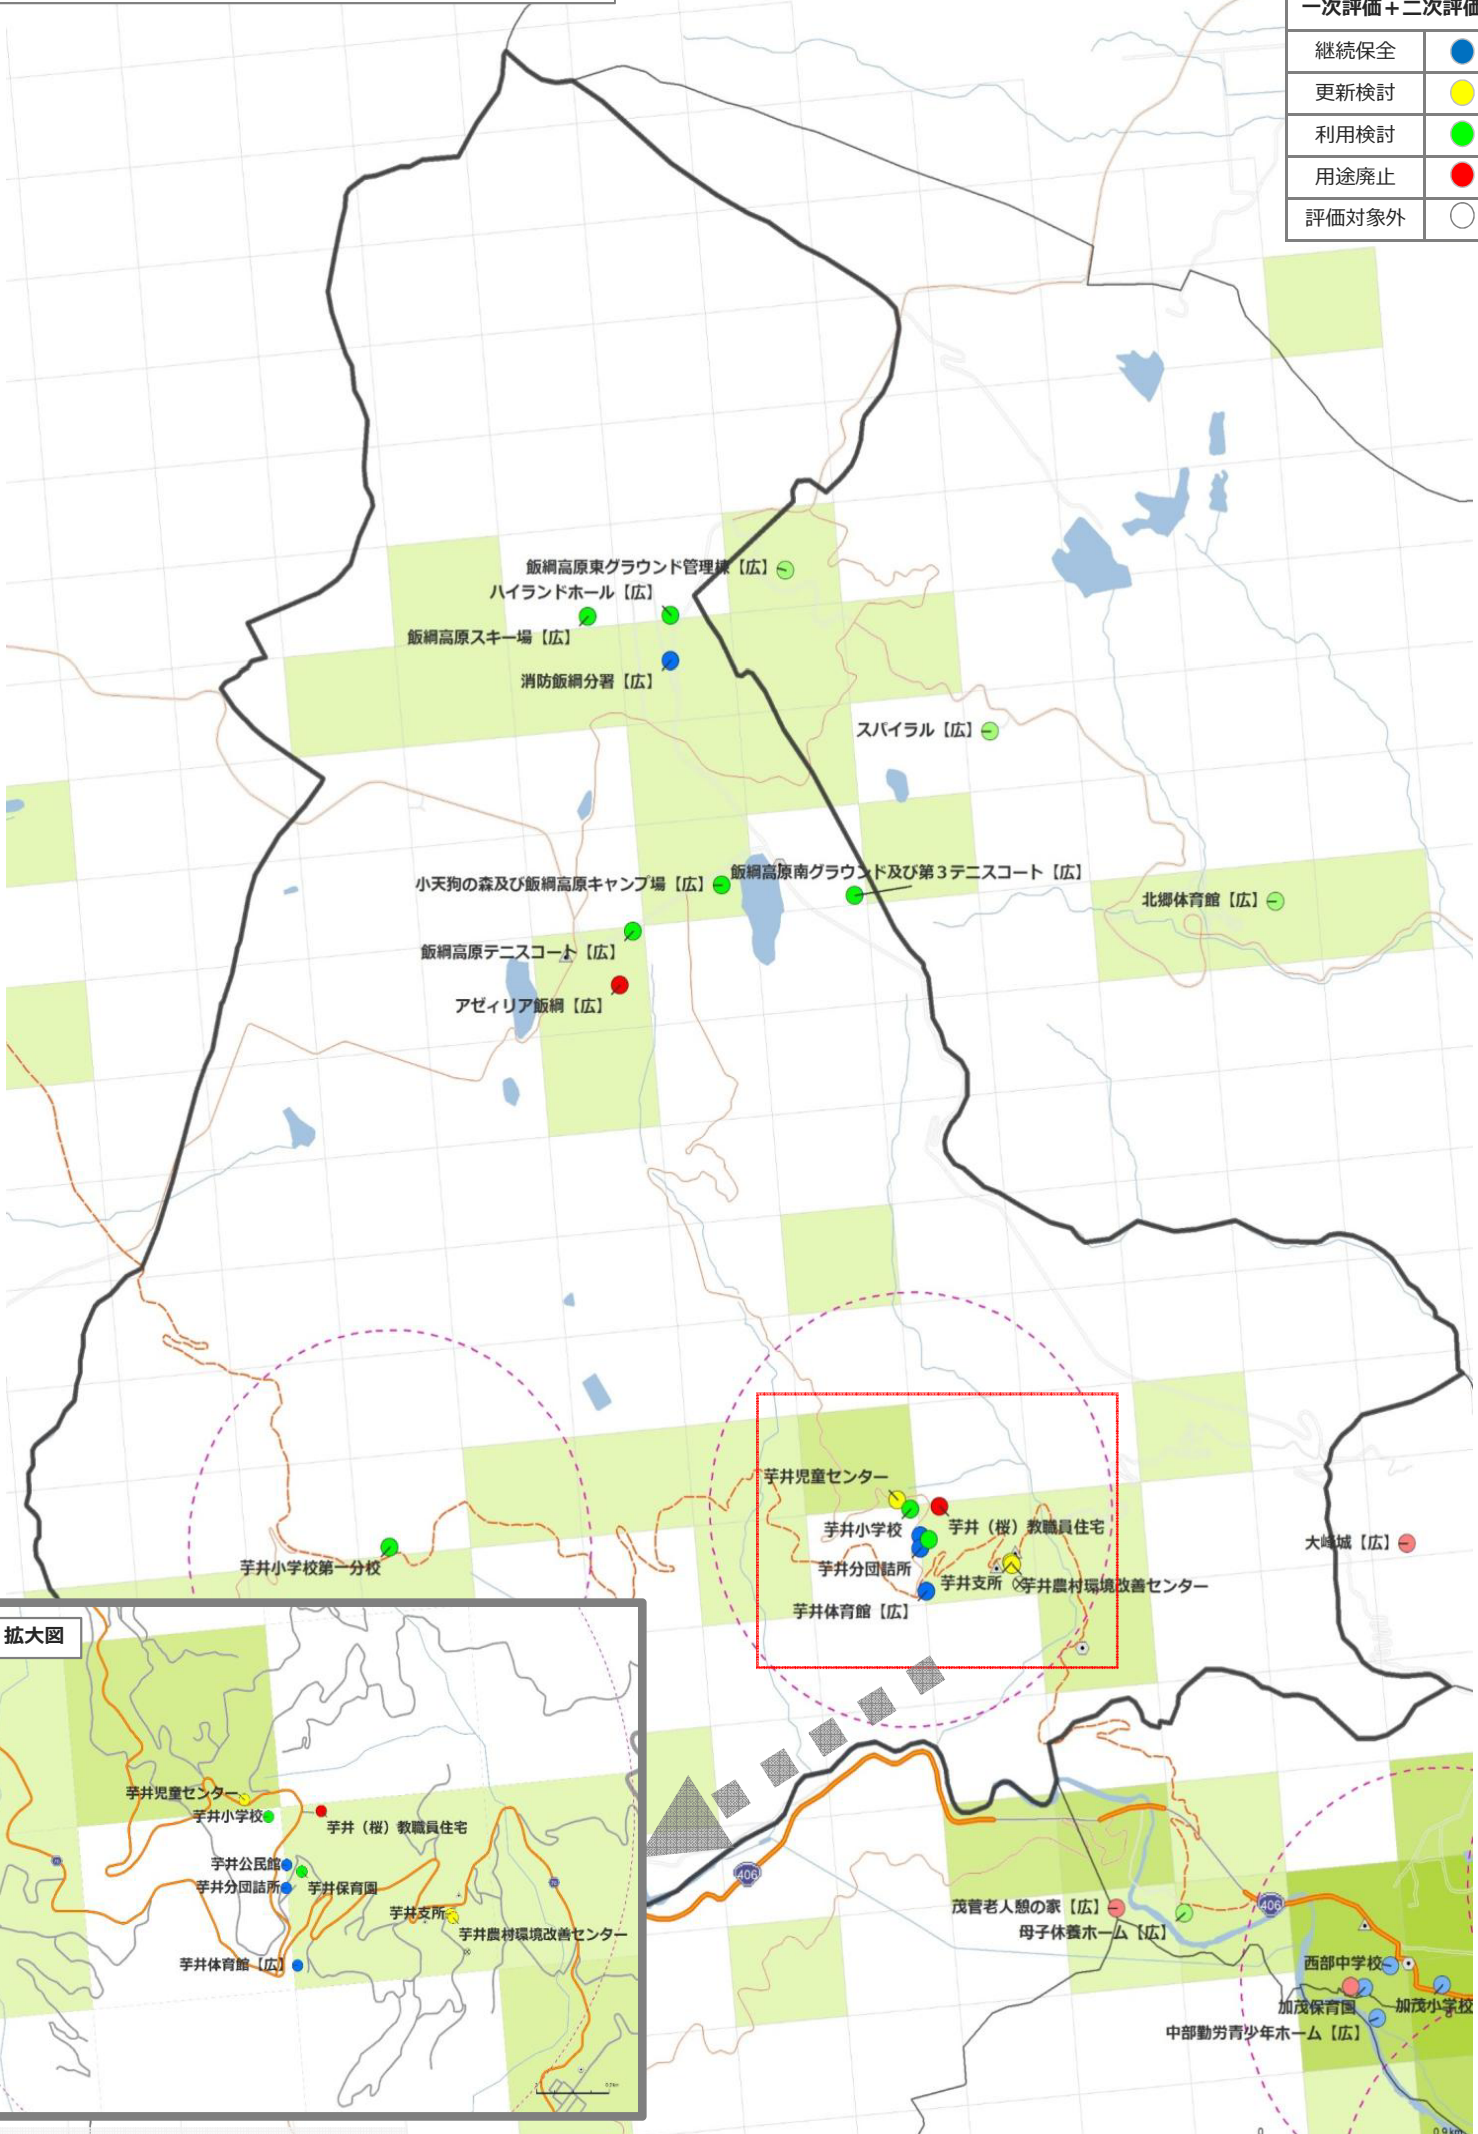 一次評価＋二次評価
継続保全
更新検討
利用検討
用途廃止
評価対象外
飯綱高原東グラウンド管理棟【広】
ハイランドホール【広】
飯綱高原スキー場【広】
消防飯綱分署【広】
スパイラル【広】
飯綱高原南グラウンド及び第３テニスコート【広】
小天狗の森及び飯綱高原キャンプ場【広】
北郷体育館【広】
飯綱高原テニスコート【広】
アゼィリア飯綱【広】
芋井児童センター
芋井小学校
芋井（桜）教職員住宅
大峰城【広】
芋井小学校第一分校
芋井分団詰所
芋井支所
芋井農村環境改善センター
芋井体育館【広】
拡大図
芋井児童センター
芋井小学校
芋井（桜）教職員住宅
芋井公民館
芋井分団詰所
芋井保育園
芋井支所
芋井農村環境改善センター
芋井体育館【広】
406
406
茂菅老人憩の家【広】
母子休養ホーム【広】
西部中学校
加茂保育園
加茂小学校
中部勤労青少年ホーム【広】
0
0.9km